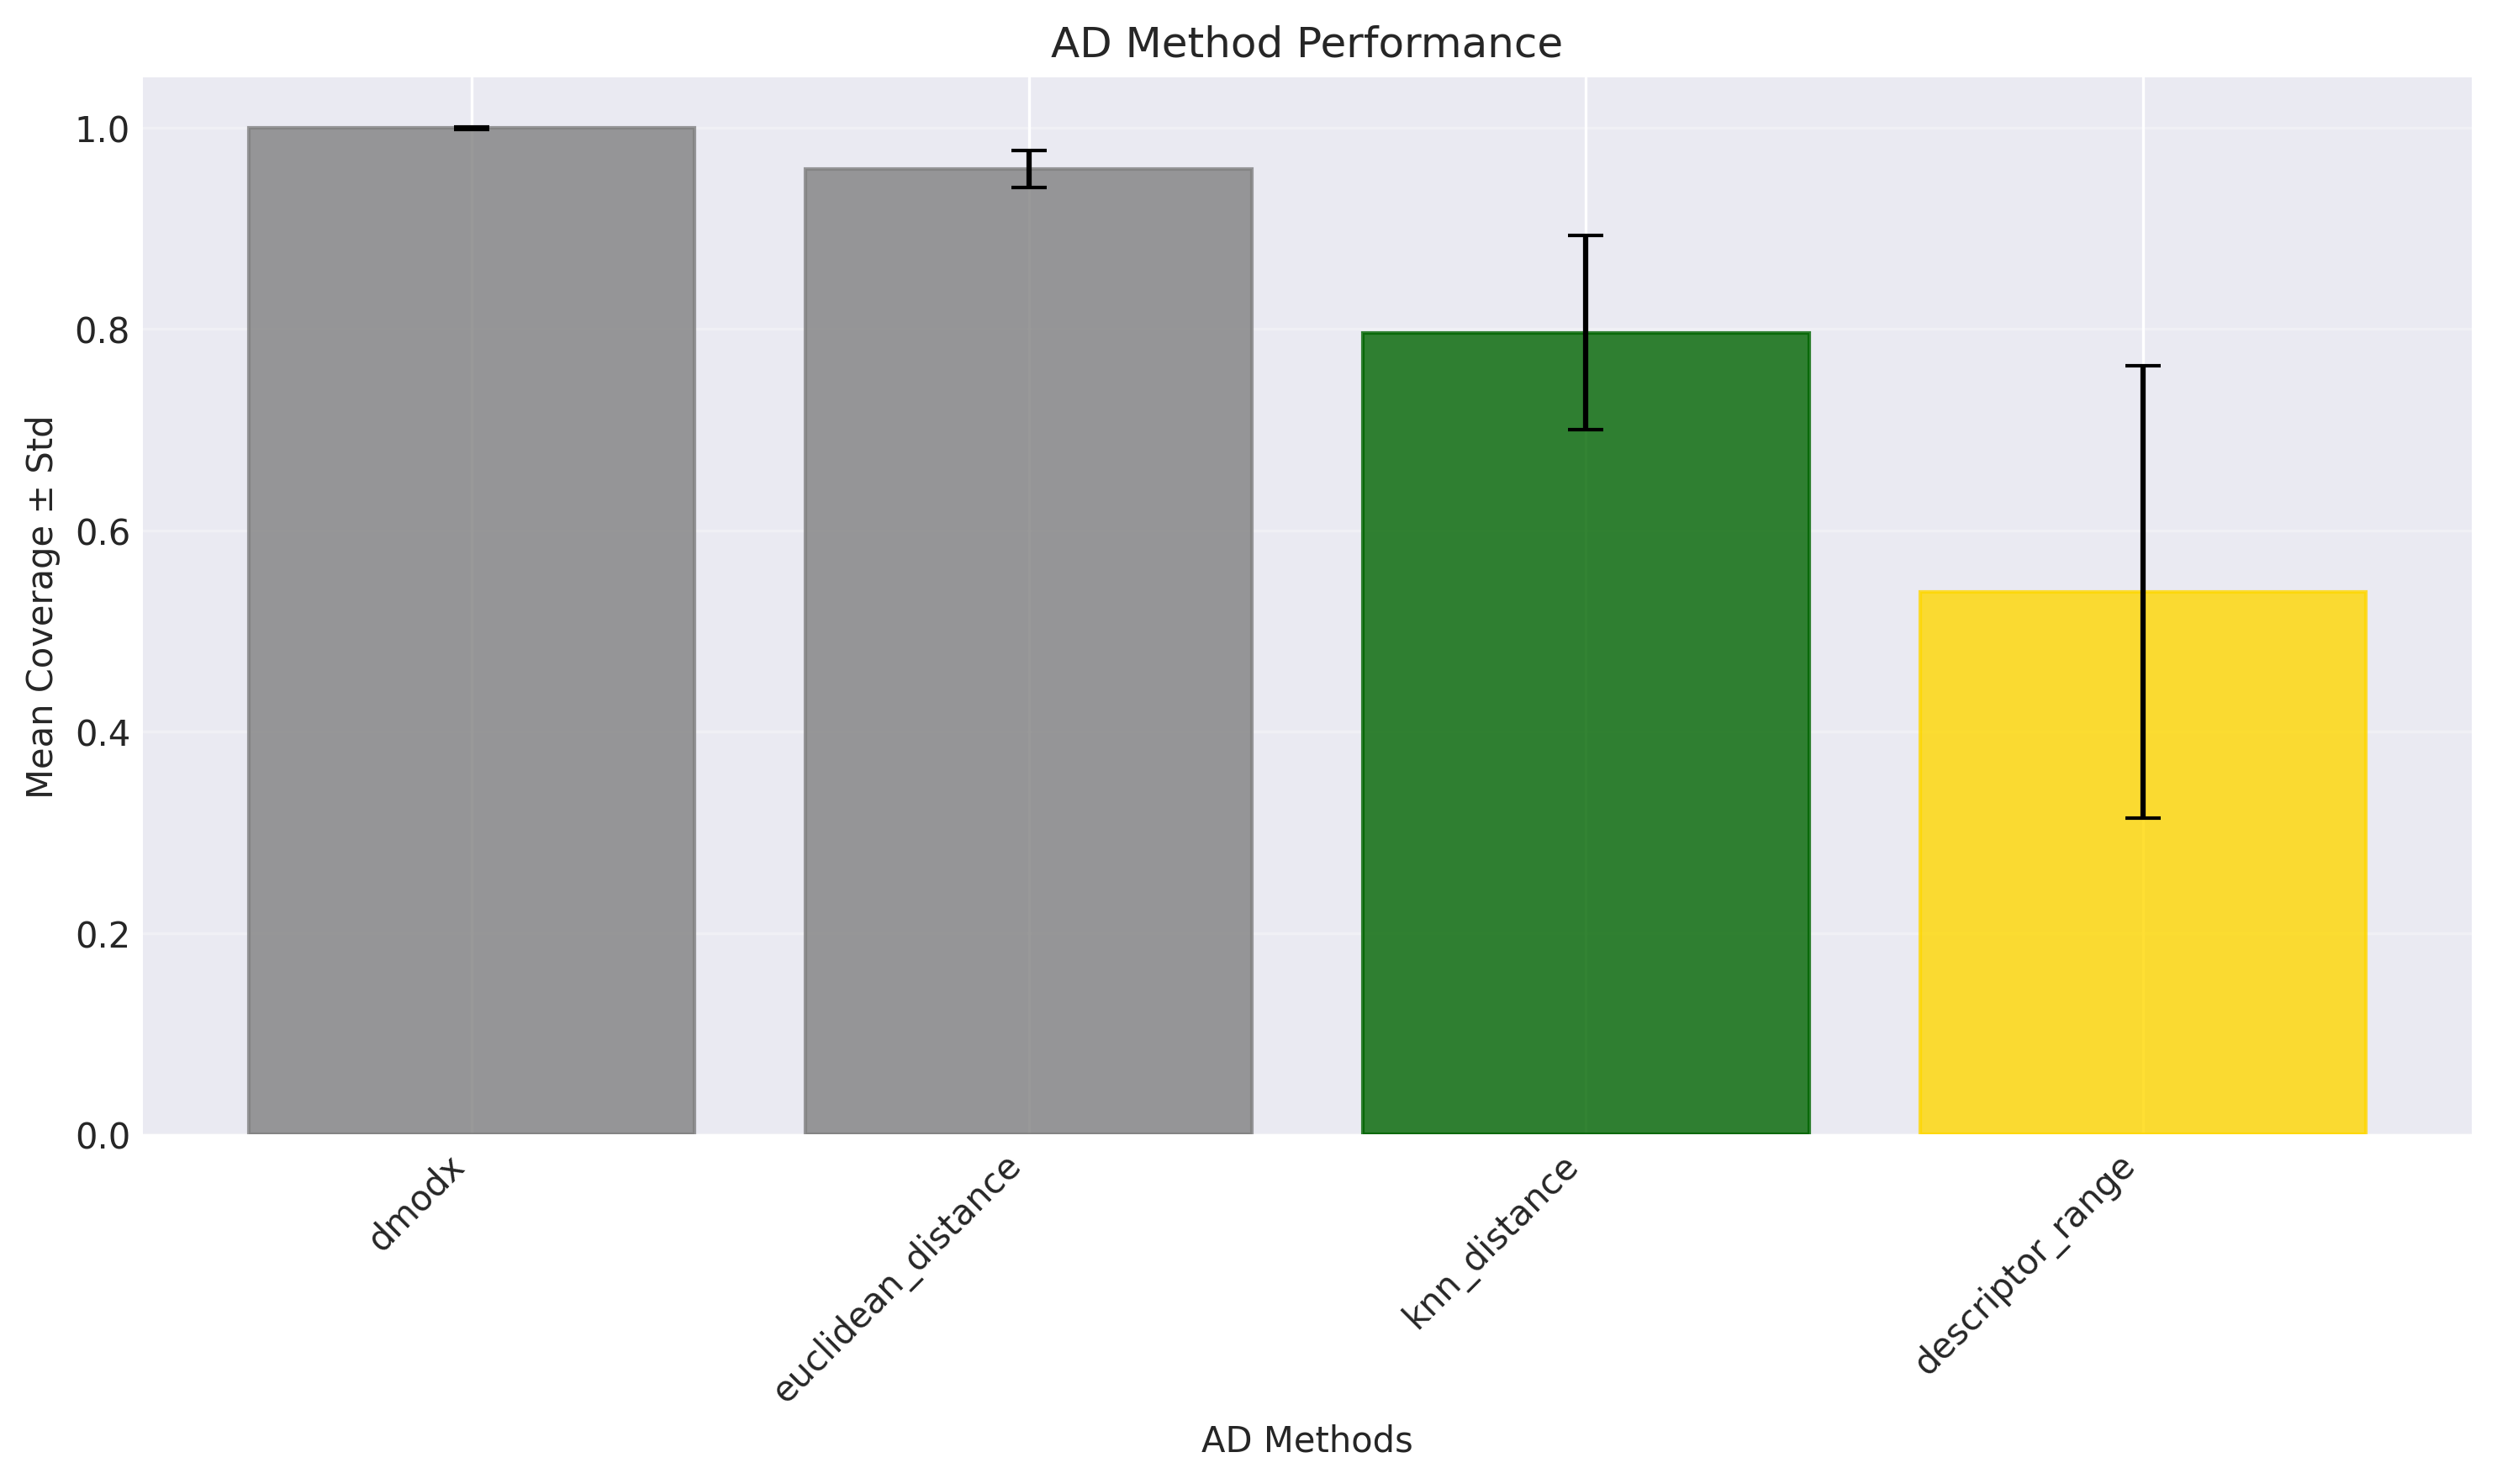 AD Method Performance
Mean Coverage ± Std
1.0
0.8
0.6
0.4
0.2
0.0
dmodx
euclidean_distance
knn_distance
descriptor_range
AD Methods